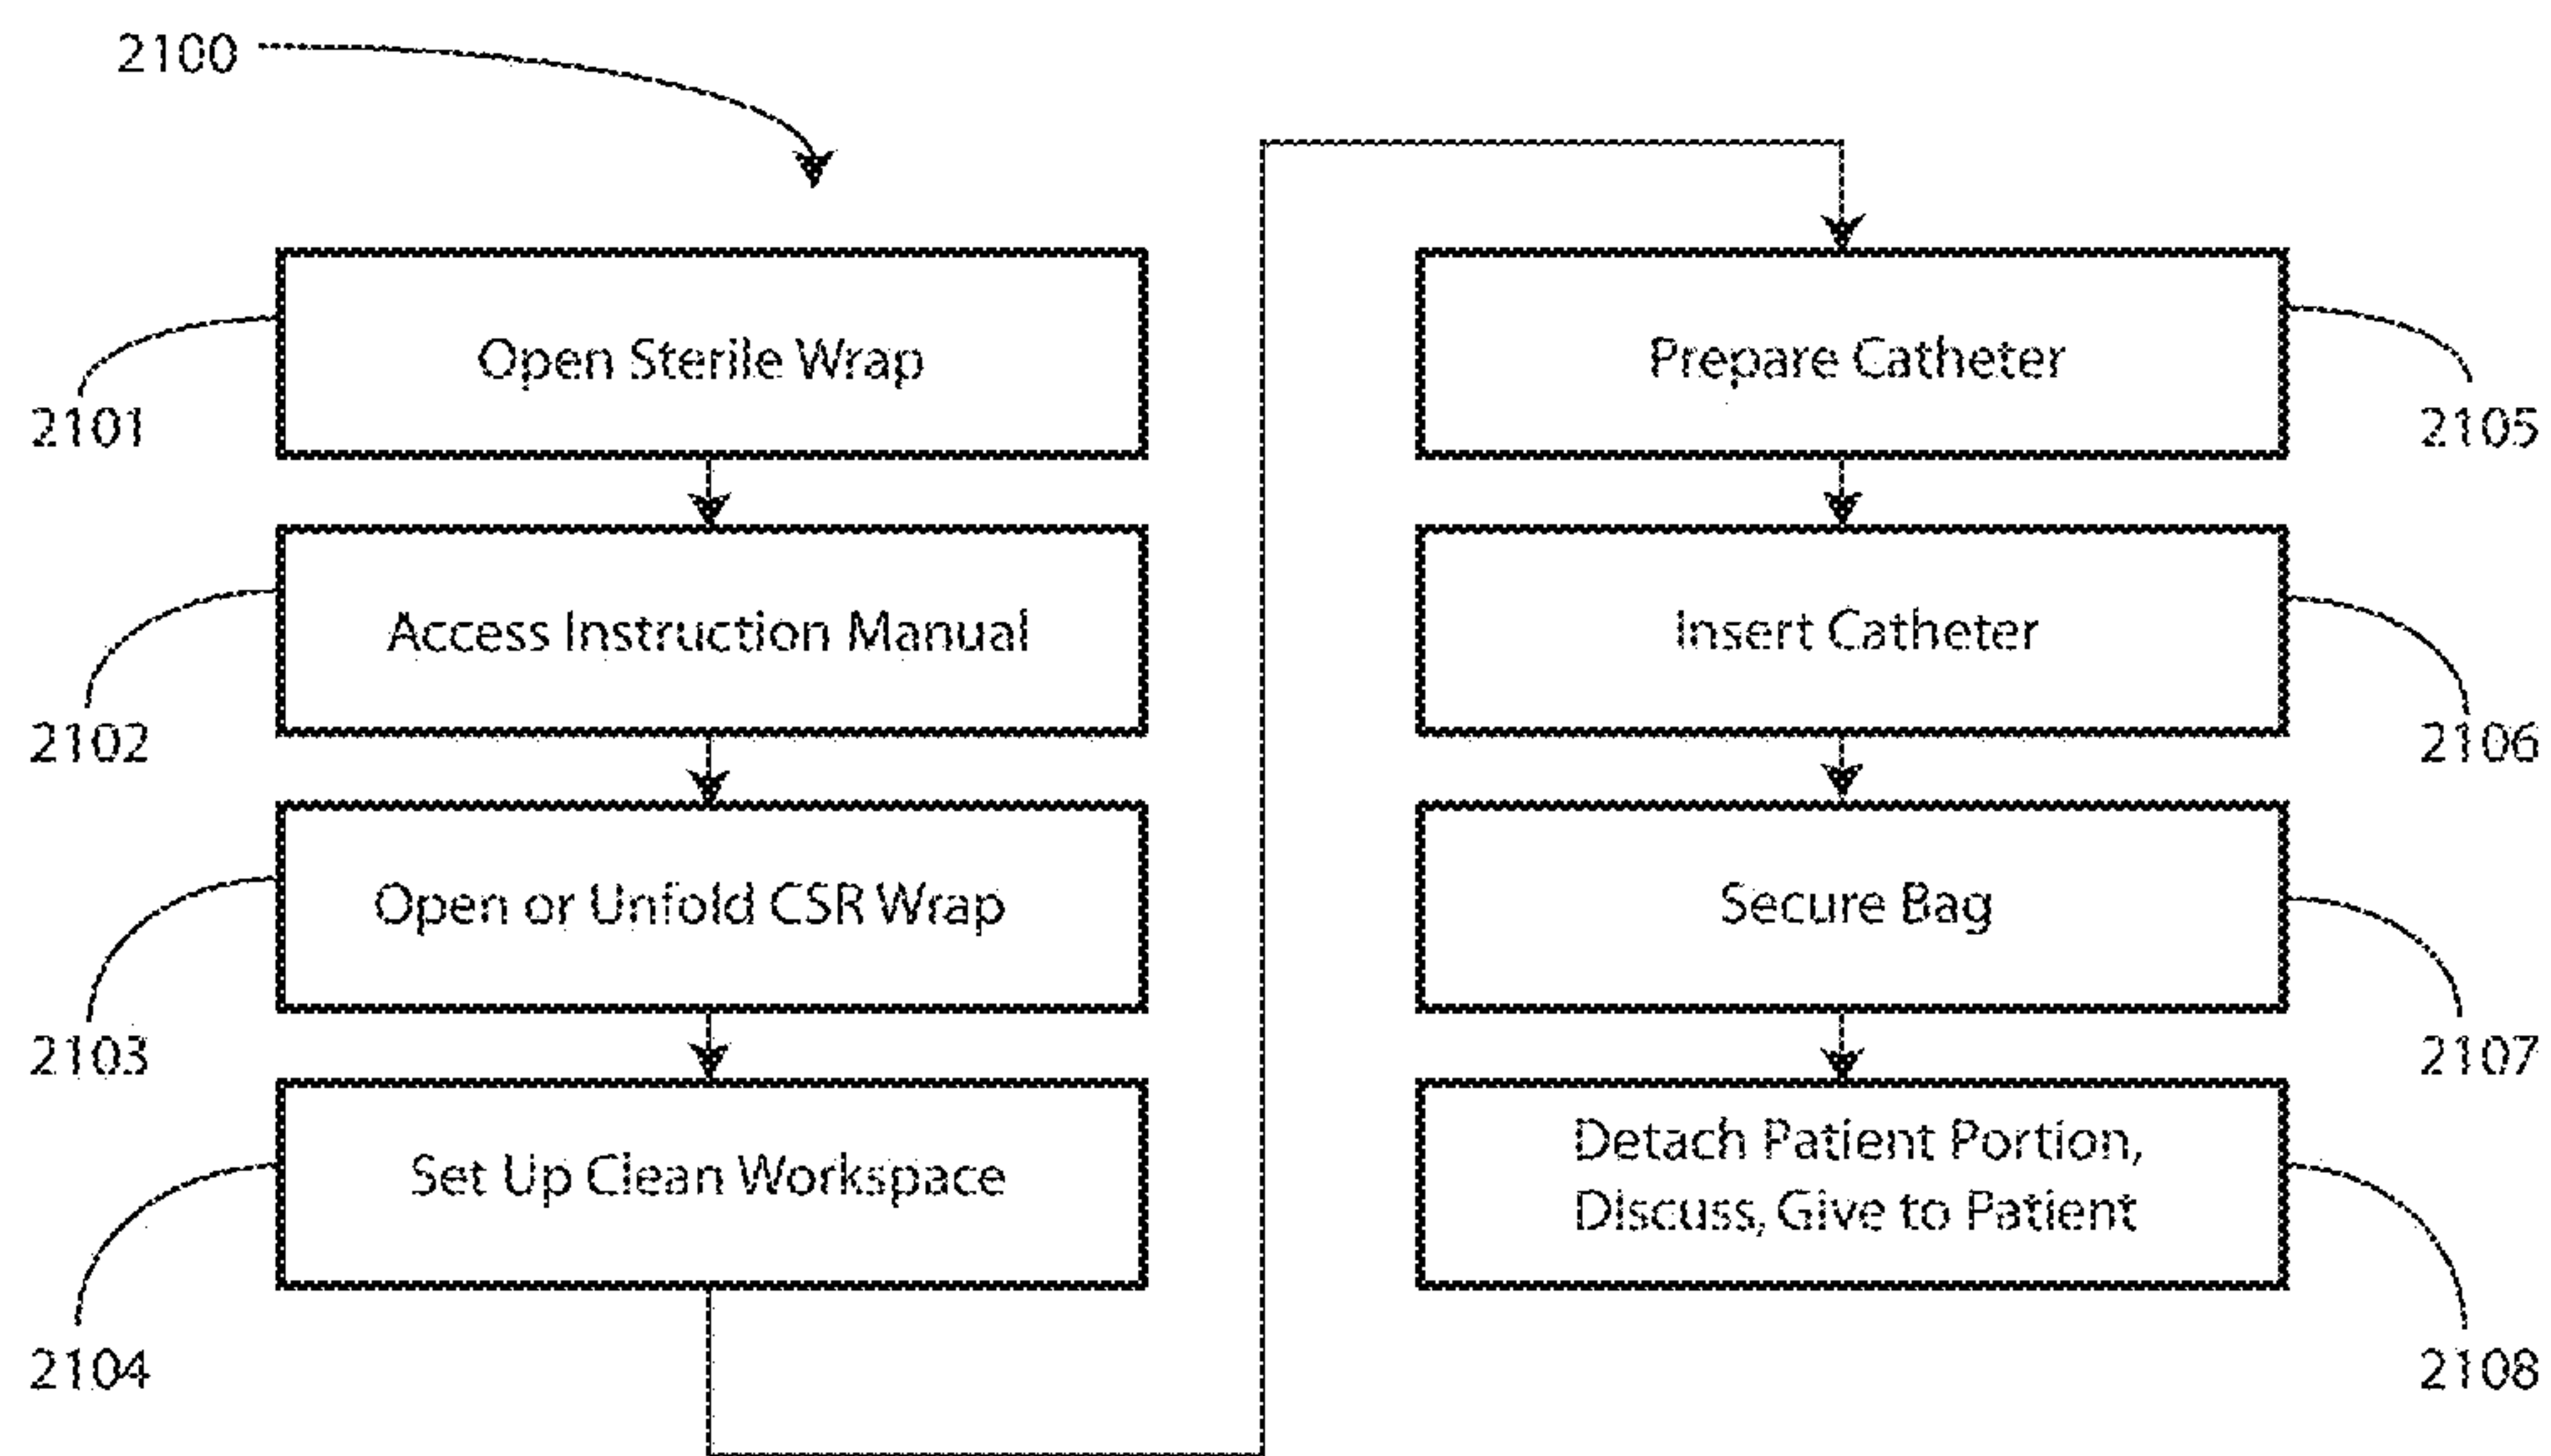 2100
Open Sterile Wrap
2101
Access Instruction Manual
2102
Open or Unfold CSR Wrap
2103
Set Up Clean Workspace
2104
Prepare Catheter
2105
Insert Catheter
2106
Secure Bag
2107
Detach Patient Portion,
Discuss, Give to Patient
2108